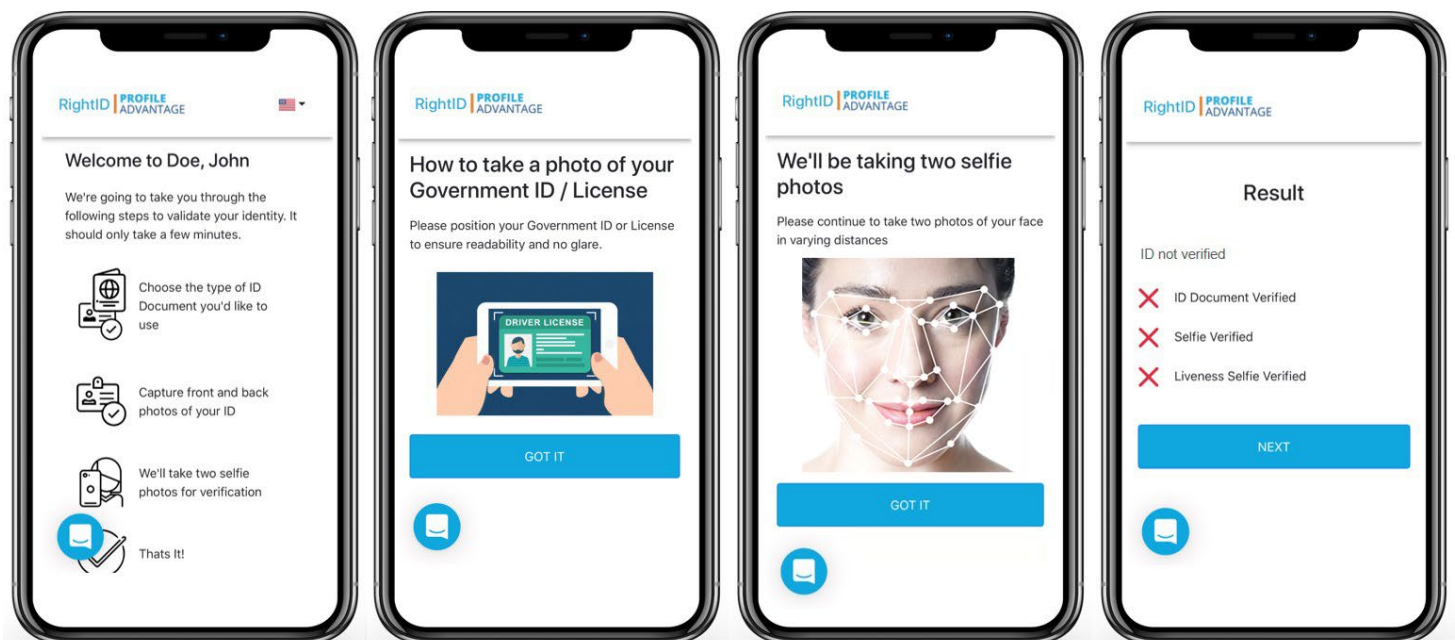 RightID PROFILE
ADVANTAGE
Welcome to Doe, John
We're going to take you through the
following steps to validate your identity. It
should only take a few minutes.
Choose the type of ID
Document you'd like to
use
Capture front and back
photos of your ID
We'll take two selfie
photos for verification
Thats It!
RightID PROFILE
ADVANTAGE
How to take a photo of your
Government ID / License
Please position your Government ID or License
to ensure readability and no glare.
DRIVER LICENSE
GOT IT
RightID PROFILE
ADVANTAGE
We'll be taking two selfie
photos
Please continue to take two photos of your face
in varying distances
GOT IT
RightID PROFILE
ADVANTAGE
Result
ID not verified
ID Document Verified
Selfie Verified
Liveness Selfie Verified
NEXT